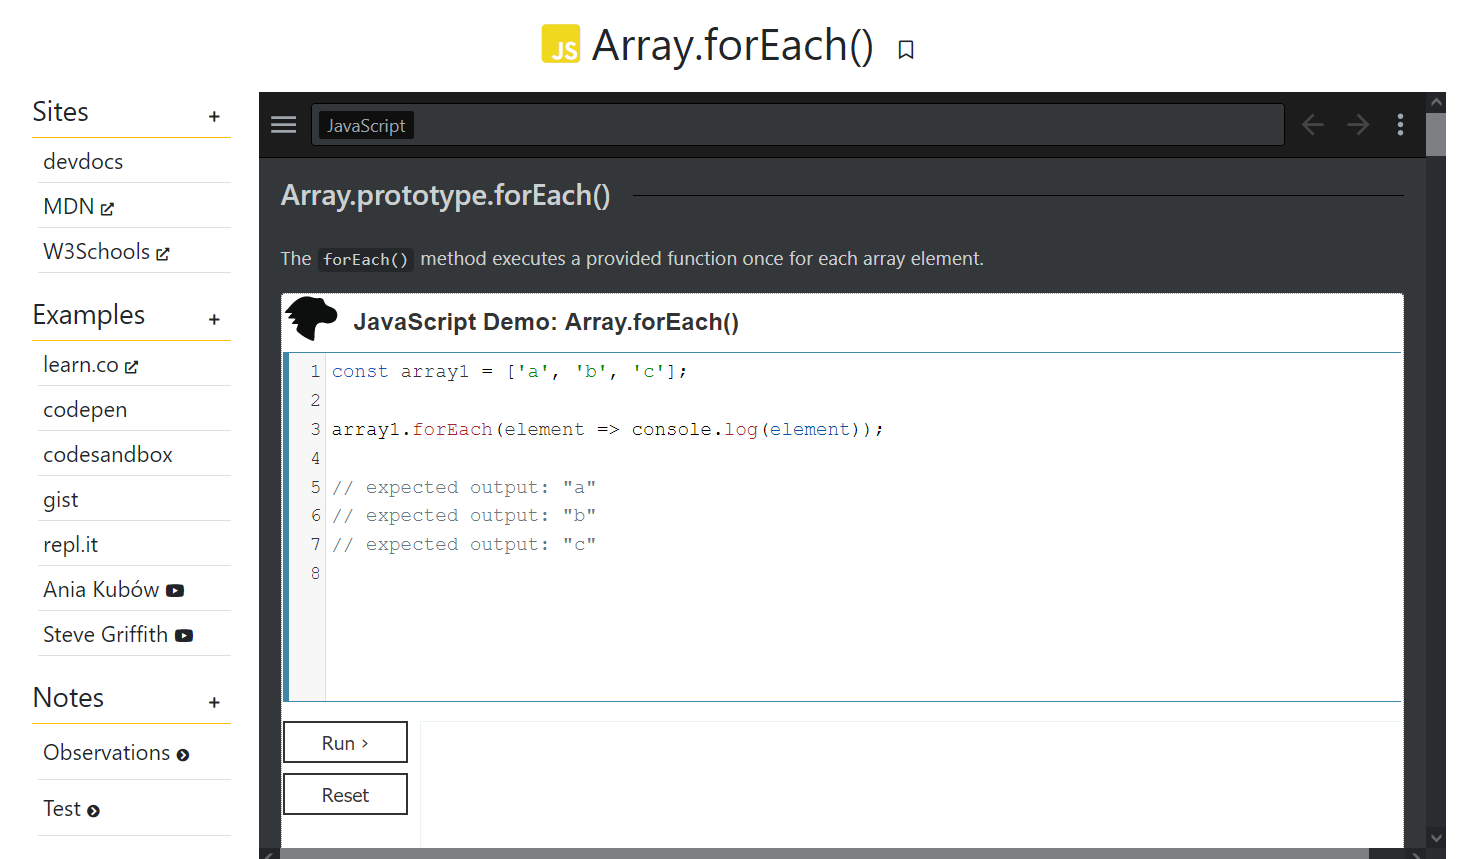 JS Array.forEach()
Sites +
devdocs
MDN
W3Schools
Examples +
learn.co
codepen
codesandbox
gist
repl.it
Ania Kubów
Steve Griffith
Notes +
Observations
Test
JavaScript
Array.prototype.forEach()
The forEach() method executes a provided function once for each array element.
JavaScript Demo: Array.forEach()
1 const array1 = ['a', 'b', 'c'];
2
3 array1.forEach(element => console.log(element));
4
5 // expected output: "a"
6 // expected output: "b"
7 // expected output: "c"
8
Run ›
Reset